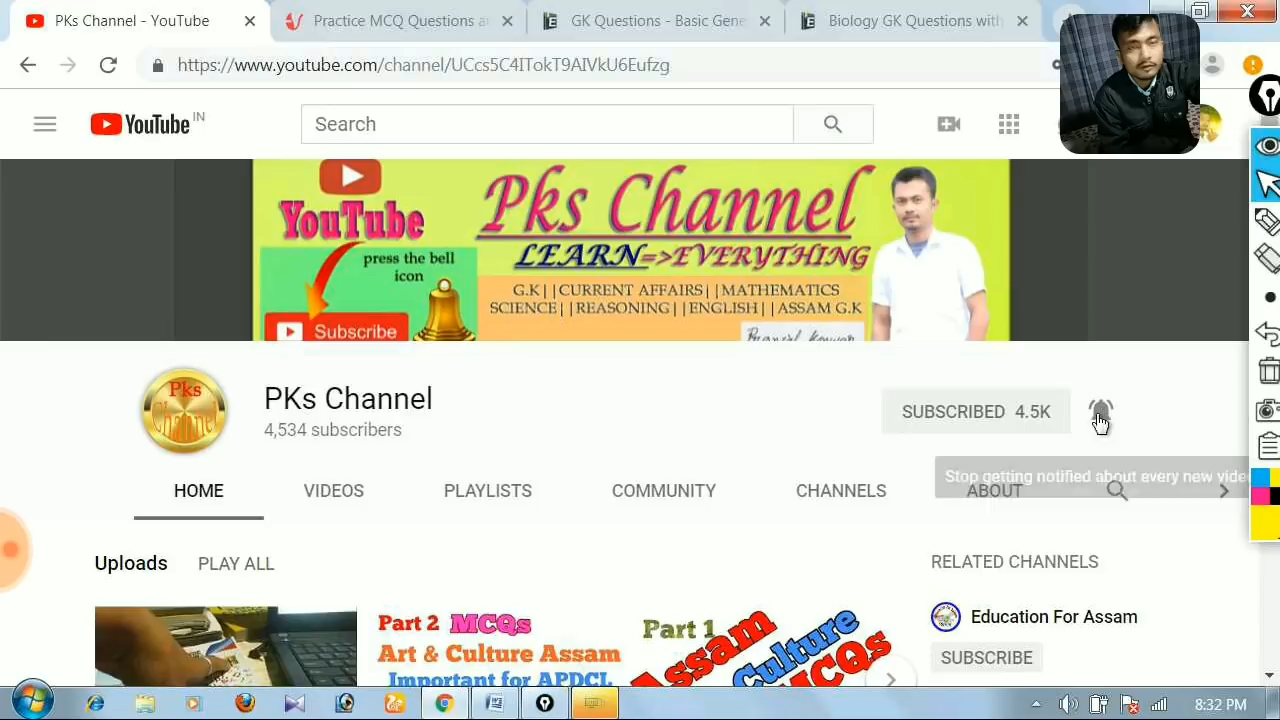 PKs Channel - YouTube
Practice MCQ Questions a
GK Questions - Basic Gene
Biology GK Questions with
https://www.youtube.com/channel/UCcs5C4ITokT9AIVkU6Eufzg
YouTube IN
Search
YouTube
press the bell
icon
Subscribe
Pks Channel
LEARN=>EVERYTHING
G.K||CURRENT AFFAIRS||MATHEMATICS
SCIENCE||REASONING||ENGLISH||ASSAM G.K
Pks
Channel
PKs Channel
4,534 subscribers
SUBSCRIBED 4.5K
Stop getting notified about every new vide
HOME
VIDEOS
PLAYLISTS
COMMUNITY
CHANNELS
ABOUT
Uploads
PLAY ALL
RELATED CHANNELS
Part 2 MCQs
Art & Culture Assam
Important for APDCL
Part 1
Assam
Culture
MCQs
Education For Assam
SUBSCRIBE
8:32 PM